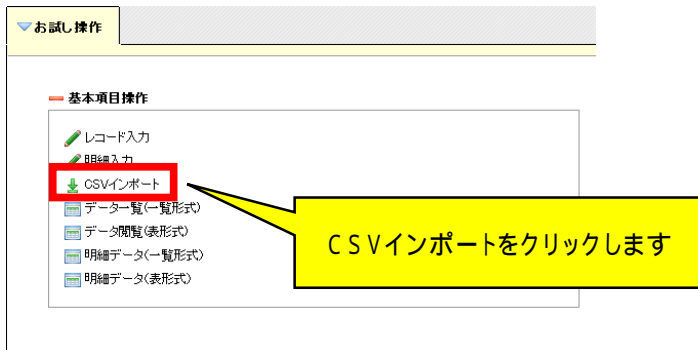 お試し操作
基本項目操作
レコード入力
明細入力
CSVインポート
データ一覧(一覧形式)
データ閲覧(表形式)
明細データ(一覧形式)
明細データ(表形式)
ＣＳＶインポートをクリックします